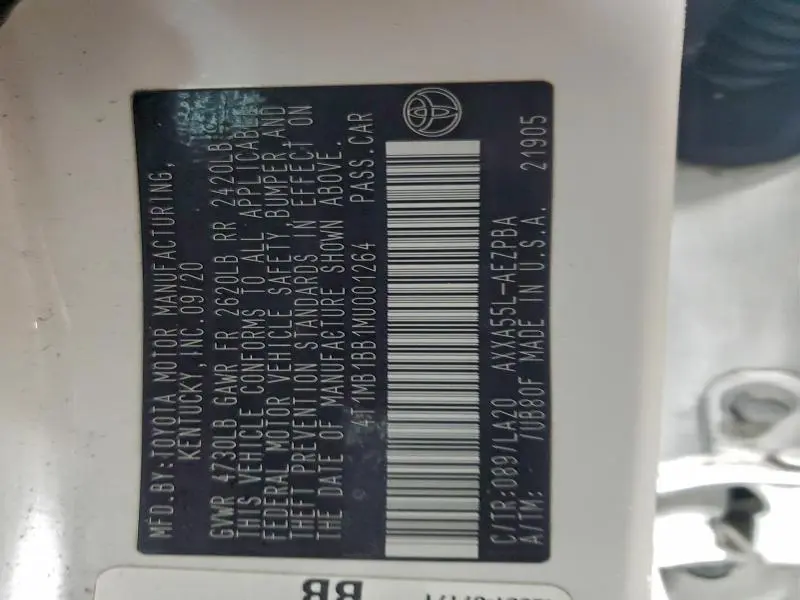 MFD.BY:TOYOTA MOTOR MANUFACTURING,
KENTUCKY,INC.09/20
GVWR 4730LB GAWR FR 2620LB RR 2420LB
THIS VEHICLE CONFORMS TO ALL APPLICABLE
FEDERAL MOTOR VEHICLE SAFETY, BUMPER,AND
THEFT PREVENTION STANDARDS IN EFFECT ON
THE DATE OF MANUFACTURE SHOWN ABOVE.
4T1MB1BB1MU001264 PASS.CAR
C/TR:089/LA20 AXXA55L-AEZPBA
A/TM: /UB80F MADE IN U.S.A. 21905
BB